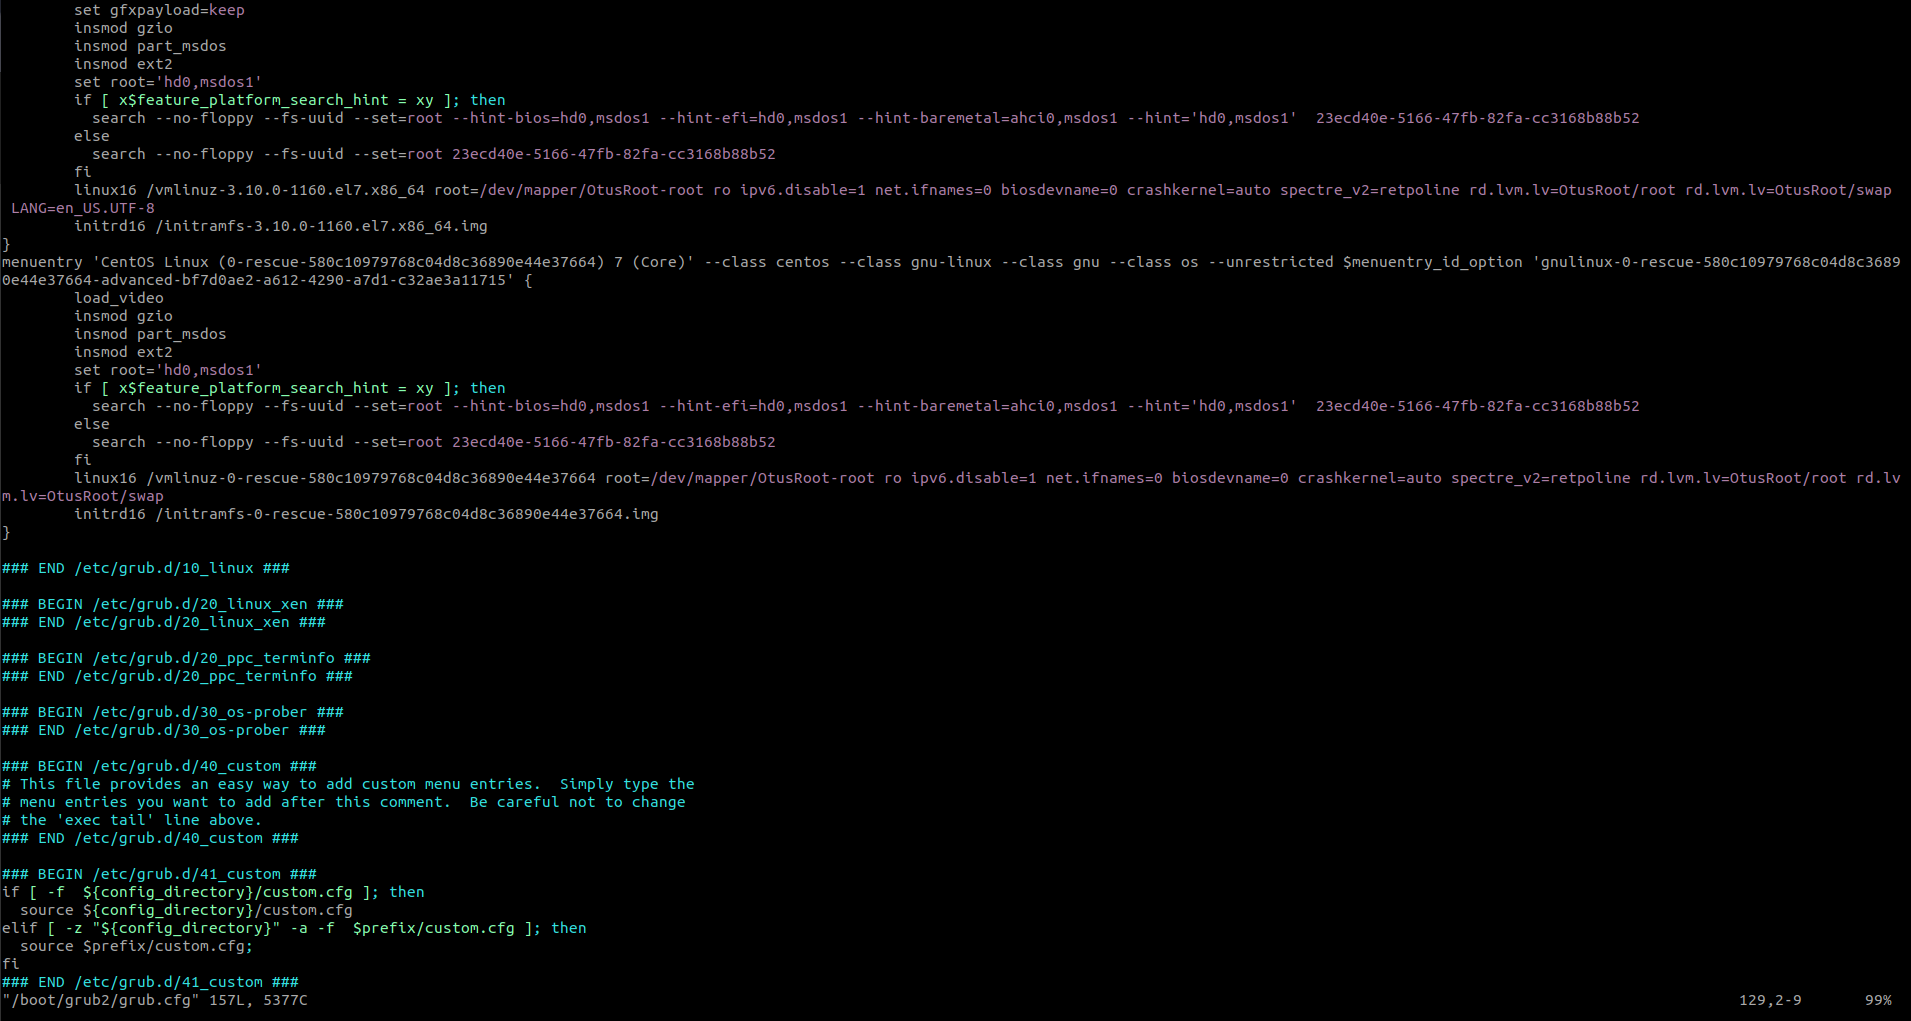 set gfxpayload=keep
        insmod gzio
        insmod part_msdos
        insmod ext2
        set root='hd0,msdos1'
        if [ x$feature_platform_search_hint = xy ]; then
          search --no-floppy --fs-uuid --set=root --hint-bios=hd0,msdos1 --hint-efi=hd0,msdos1 --hint-baremetal=ahci0,msdos1 --hint='hd0,msdos1'  23ecd40e-5166-47fb-82fa-cc3168b88b52
        else
          search --no-floppy --fs-uuid --set=root 23ecd40e-5166-47fb-82fa-cc3168b88b52
        fi
        linux16 /vmlinuz-3.10.0-1160.el7.x86_64 root=/dev/mapper/OtusRoot-root ro ipv6.disable=1 net.ifnames=0 biosdevname=0 crashkernel=auto spectre_v2=retpoline rd.lvm.lv=OtusRoot/root rd.lvm.lv=OtusRoot/swap
 LANG=en_US.UTF-8
        initrd16 /initramfs-3.10.0-1160.el7.x86_64.img
}
menuentry 'CentOS Linux (0-rescue-580c10979768c04d8c36890e44e37664) 7 (Core)' --class centos --class gnu-linux --class gnu --class os --unrestricted $menuentry_id_option 'gnulinux-0-rescue-580c10979768c04d8c3689
0e44e37664-advanced-bf7d0ae2-a612-4290-a7d1-c32ae3a11715' {
        load_video
        insmod gzio
        insmod part_msdos
        insmod ext2
        set root='hd0,msdos1'
        if [ x$feature_platform_search_hint = xy ]; then
          search --no-floppy --fs-uuid --set=root --hint-bios=hd0,msdos1 --hint-efi=hd0,msdos1 --hint-baremetal=ahci0,msdos1 --hint='hd0,msdos1'  23ecd40e-5166-47fb-82fa-cc3168b88b52
        else
          search --no-floppy --fs-uuid --set=root 23ecd40e-5166-47fb-82fa-cc3168b88b52
        fi
        linux16 /vmlinuz-0-rescue-580c10979768c04d8c36890e44e37664 root=/dev/mapper/OtusRoot-root ro ipv6.disable=1 net.ifnames=0 biosdevname=0 crashkernel=auto spectre_v2=retpoline rd.lvm.lv=OtusRoot/root rd.lv
m.lv=OtusRoot/swap
        initrd16 /initramfs-0-rescue-580c10979768c04d8c36890e44e37664.img
}

### END /etc/grub.d/10_linux ###

### BEGIN /etc/grub.d/20_linux_xen ###
### END /etc/grub.d/20_linux_xen ###

### BEGIN /etc/grub.d/20_ppc_terminfo ###
### END /etc/grub.d/20_ppc_terminfo ###

### BEGIN /etc/grub.d/30_os-prober ###
### END /etc/grub.d/30_os-prober ###

### BEGIN /etc/grub.d/40_custom ###
# This file provides an easy way to add custom menu entries.  Simply type the
# menu entries you want to add after this comment.  Be careful not to change
# the 'exec tail' line above.
### END /etc/grub.d/40_custom ###

### BEGIN /etc/grub.d/41_custom ###
if [ -f  ${config_directory}/custom.cfg ]; then
  source ${config_directory}/custom.cfg
elif [ -z "${config_directory}" -a -f  $prefix/custom.cfg ]; then
  source $prefix/custom.cfg;
fi
### END /etc/grub.d/41_custom ###
"/boot/grub2/grub.cfg" 157L, 5377C 129,2-9 99%